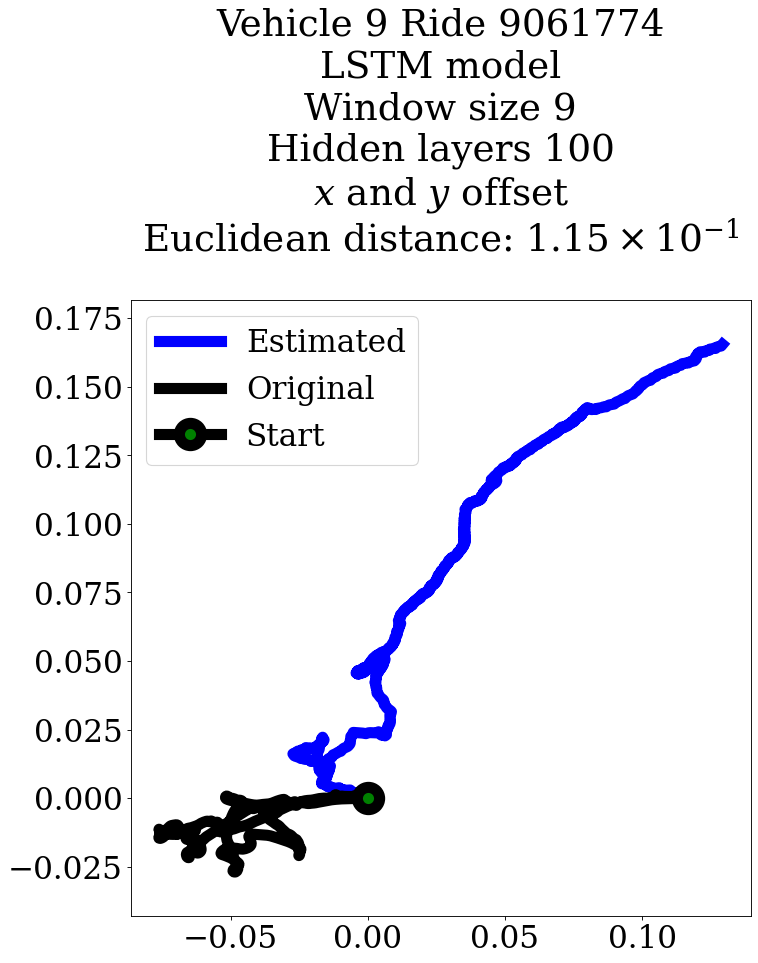 Vehicle 9 Ride 9061774
LSTM model
Window size 9
Hidden layers 100
x and y offset
Euclidean distance: 1.15 × 10⁻¹
Estimated
Original
Start
0.175
0.150
0.125
0.100
0.075
0.050
0.025
0.000
−0.025
−0.05 0.00 0.05 0.10